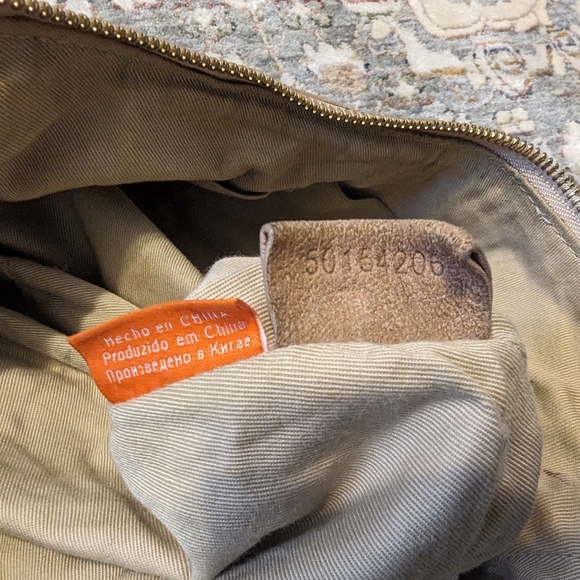 50164206
Hecho en CHINA
Produzido em China
Произведено в Китае